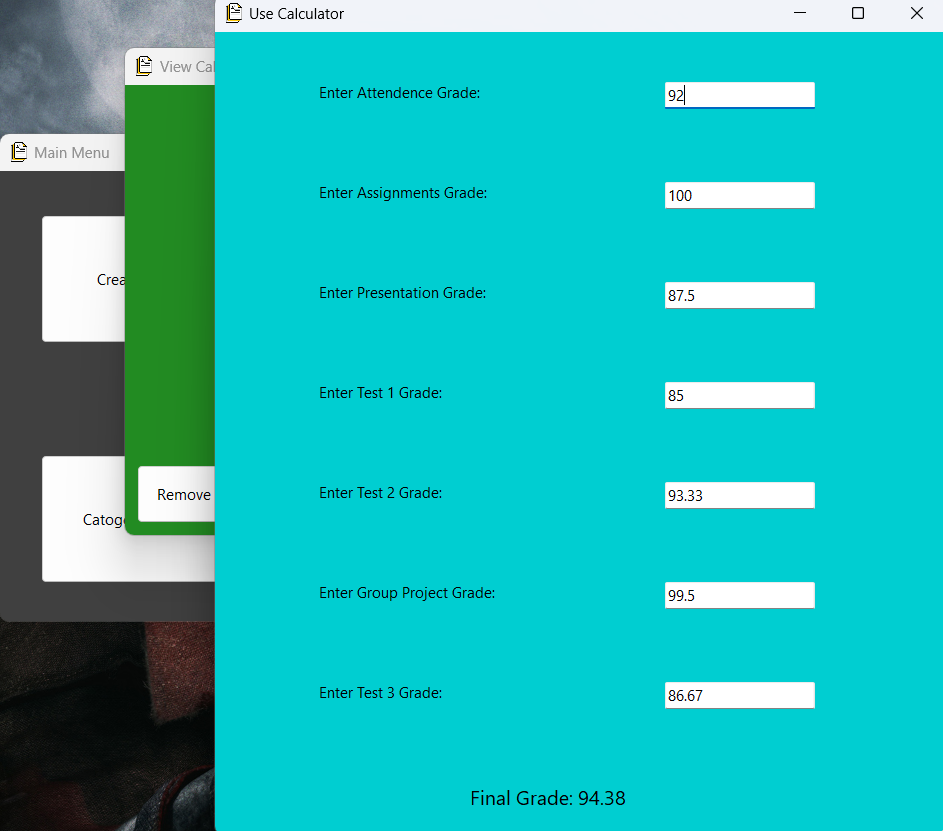 Use Calculator
View Cal
Main Menu
Enter Attendence Grade:
92
Enter Assignments Grade:
100
Crea
Enter Presentation Grade:
87.5
Enter Test 1 Grade:
85
Remove
Enter Test 2 Grade:
93.33
Catog
Enter Group Project Grade:
99.5
Enter Test 3 Grade:
86.67
Final Grade: 94.38